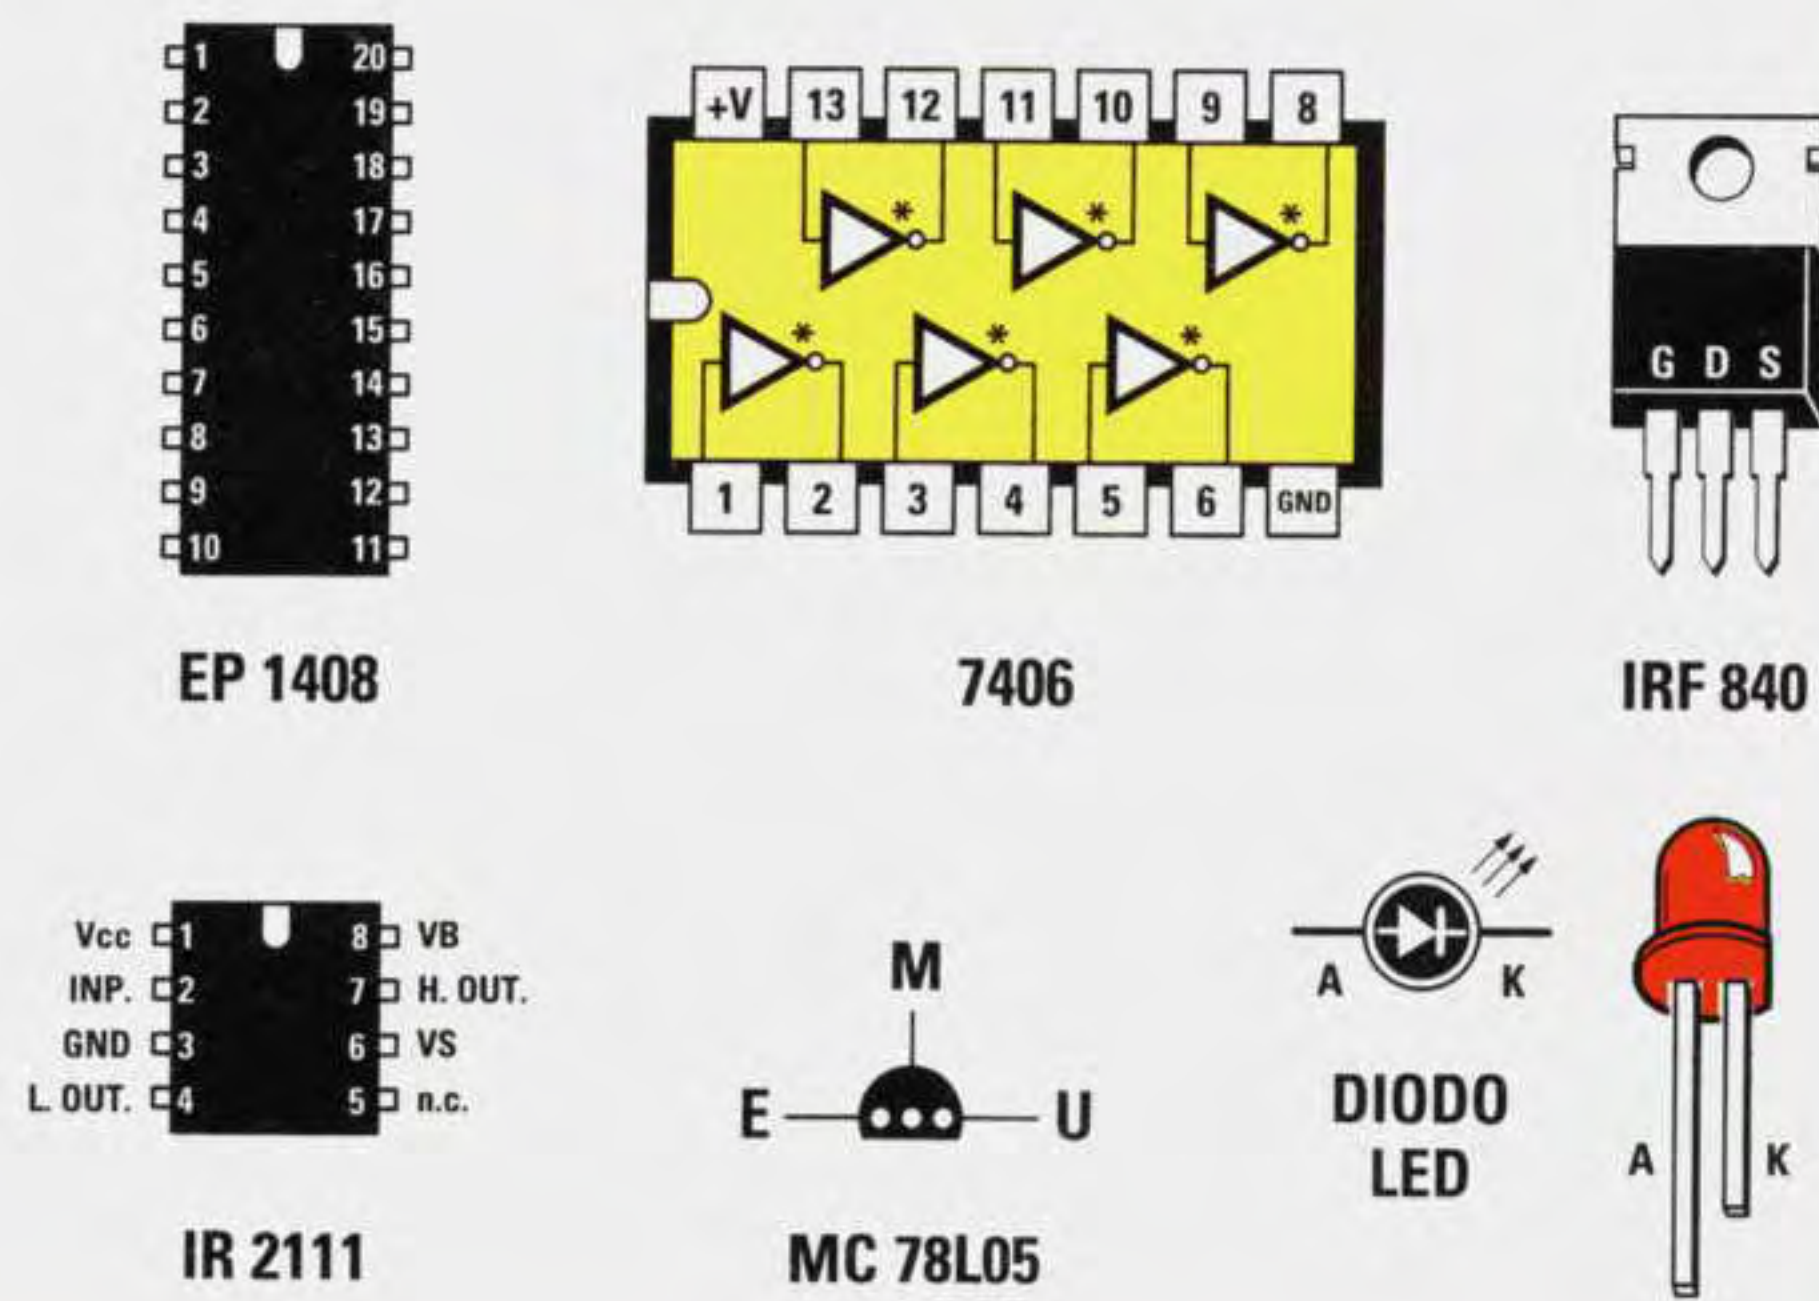 1 20
2 19
3 18
4 17
5 16
6 15
7 14
8 13
9 12
10 11
EP 1408
+V 13 12 11 10 9 8
* * *
* * *
1 2 3 4 5 6 GND
7406
G D S
IRF 840
Vcc 1 8 VB
INP. 2 7 H. OUT.
GND 3 6 VS
L. OUT. 4 5 n.c.
IR 2111
M
E U
MC 78L05
A K
DIODO
LED
A K